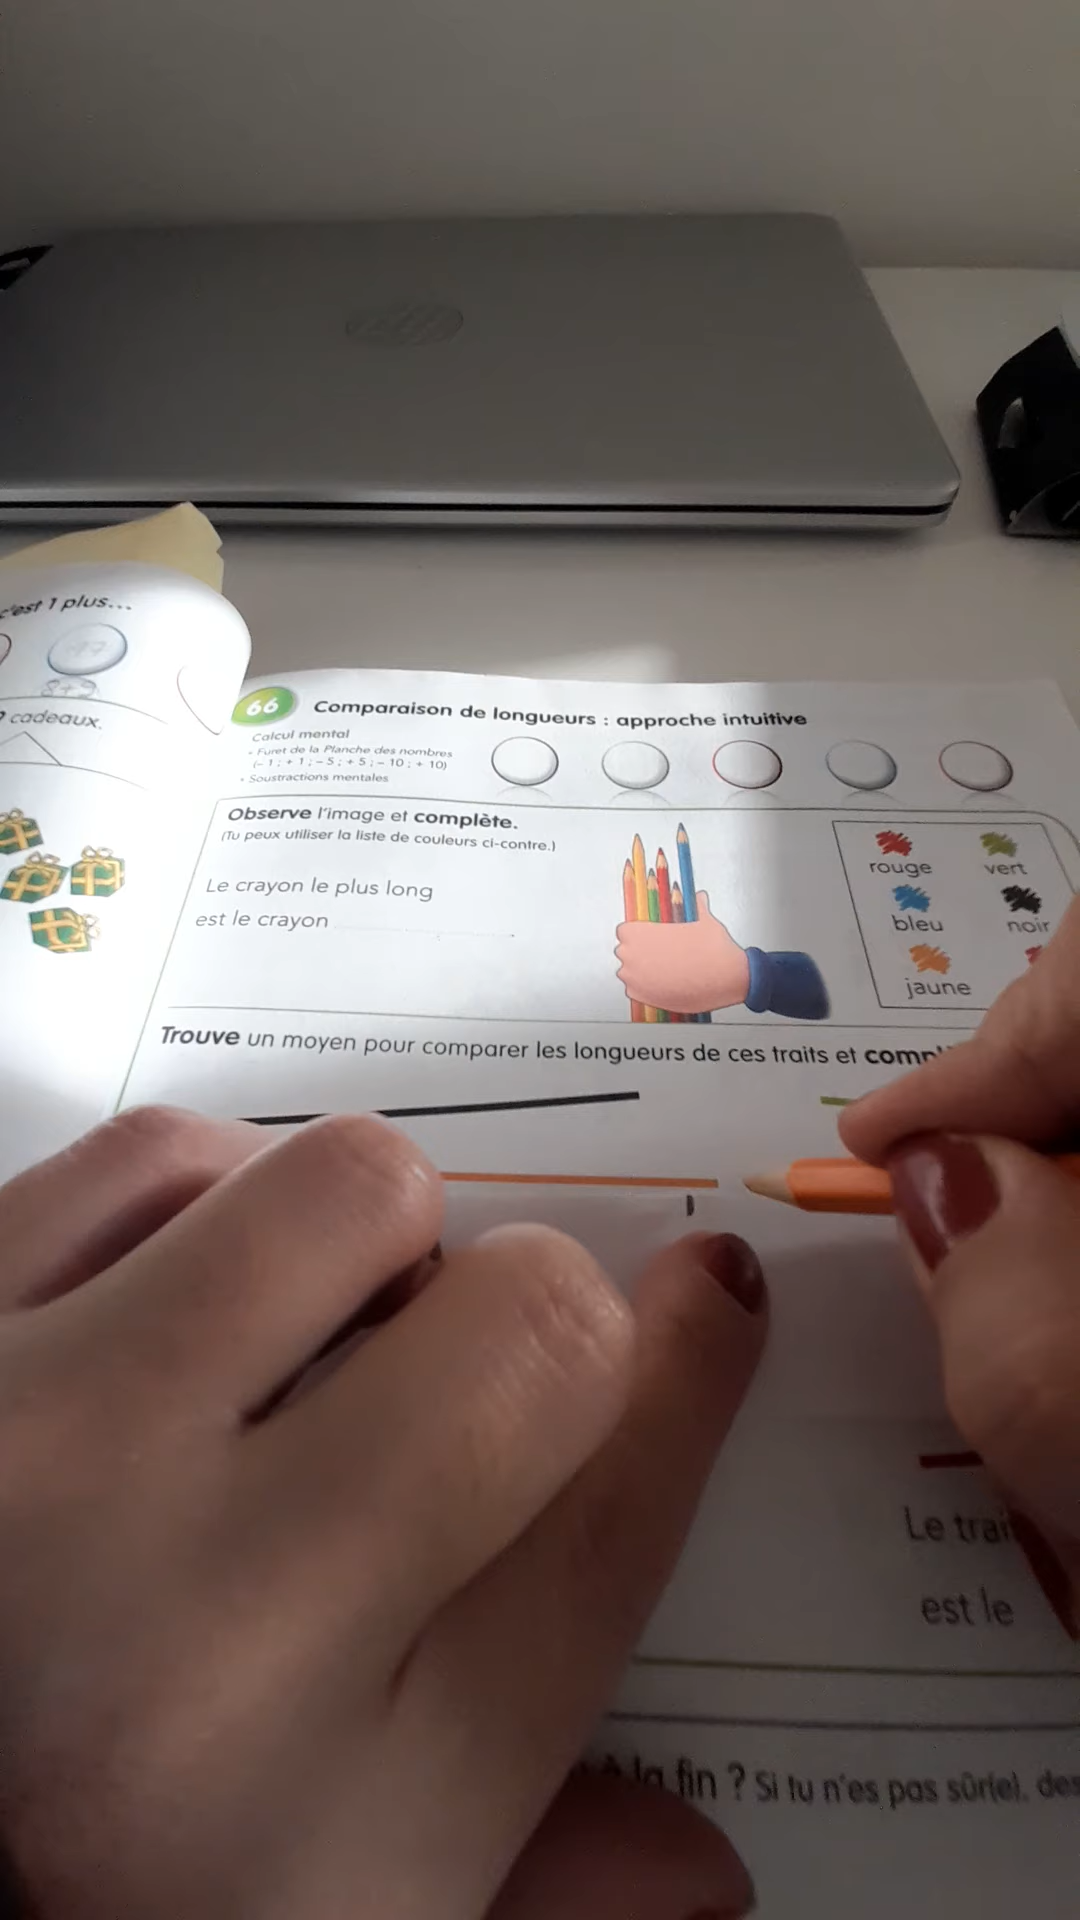 c'est 1 plus...
cadeaux.
66 Comparaison de longueurs : approche intuitive
Calcul mental
- Furet de la Planche des nombres
(- 1 ; + 1 ; - 5 ; + 5 ; - 10 ; + 10)
- Soustractions mentales
Observe l'image et complète.
(Tu peux utiliser la liste de couleurs ci-contre.)
Le crayon le plus long
est le crayon
rouge vert
bleu noir
jaune
Trouve un moyen pour comparer les longueurs de ces traits et
Le
est le
à la fin ? Si tu n'es pas sûr(e),